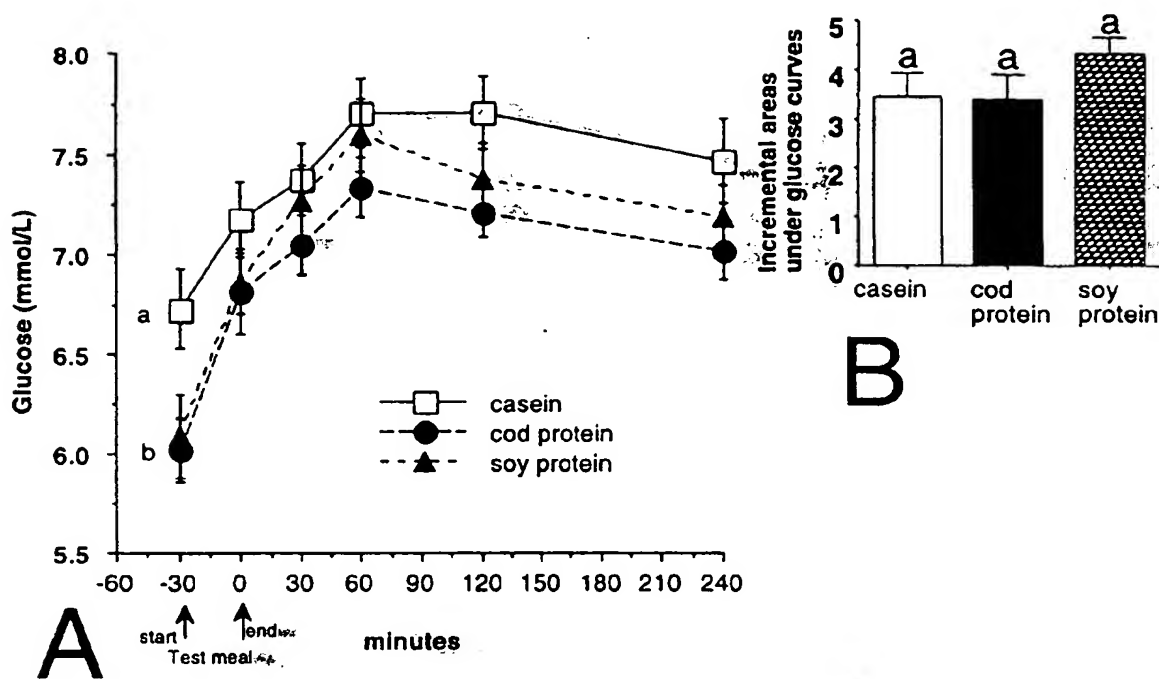 8.0
7.5
7.0
6.5
6.0
5.5
Glucose (mmol/L)
a
b
casein
cod protein
soy protein
-60 -30 0 30 60 90 120 150 180 210 240
start
end
Test meal
minutes
A
5
4
3
2
1
0
Incremental areas
under glucose curves
a a a
casein cod soy
protein protein
B